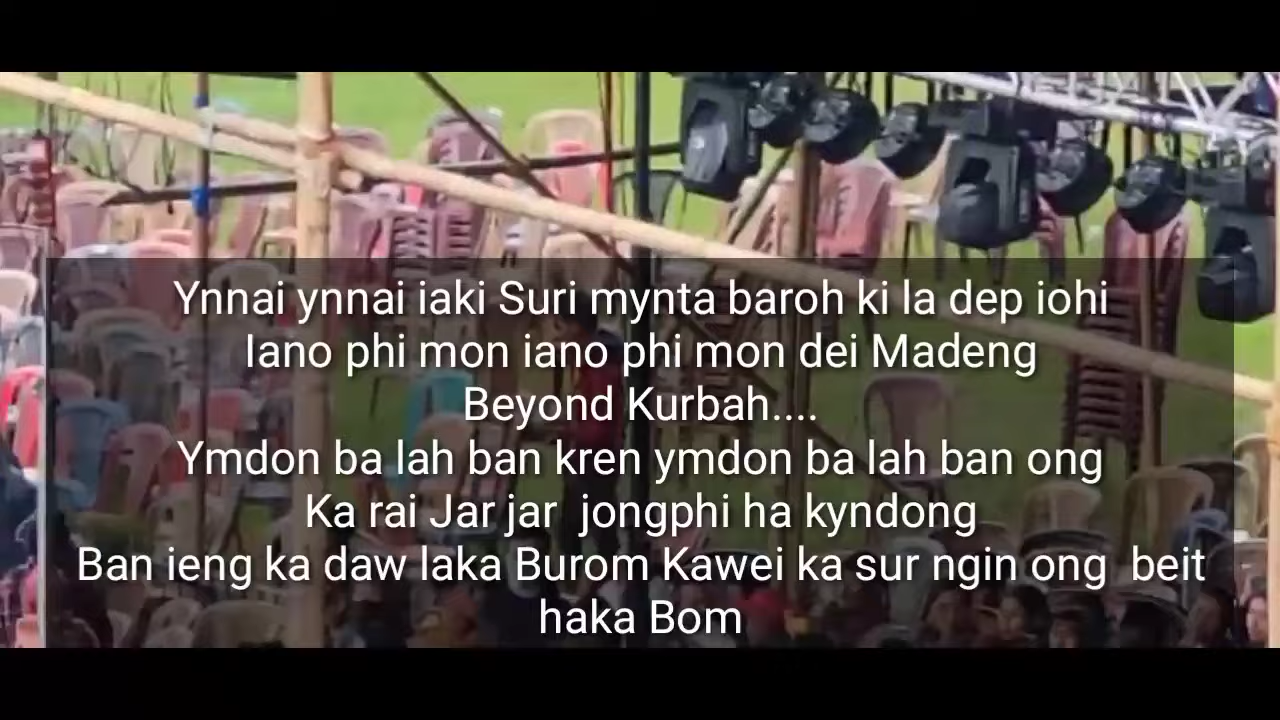 Ynnai ynnai iaki Suri mynta baroh ki la dep iohi
Iano phi mon iano phi mon dei Madeng
Beyond Kurbah....
Ymdon ba lah ban kren ymdon ba lah ban ong
Ka rai Jar jar  jongphi ha kyndong
Ban ieng ka daw laka Burom Kawei ka sur ngin ong  beit
haka Bom